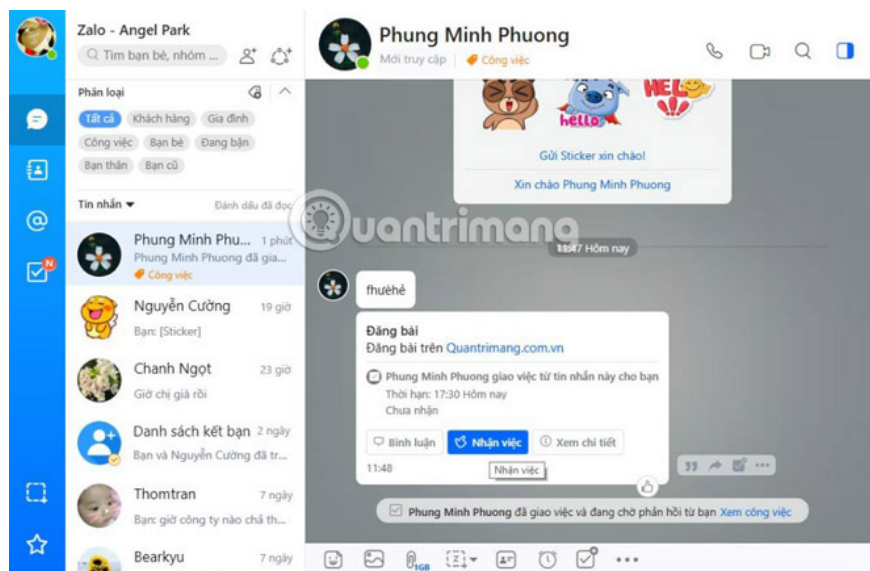 Zalo - Angel Park
Tìm bạn bè, nhóm ...
Phân loại
Tất cả Khách hàng Gia đình
Công việc Bạn bè Đang bận
Bạn thân Bạn cũ
Tin nhắn
Đánh dấu đã đọc
Phung Minh Phu... 1 phút
Phung Minh Phuong đã gia...
Công việc
Nguyễn Cường 19 giờ
Bạn: [Sticker]
Chanh Ngọt 23 giờ
Giờ chị già rồi
Danh sách kết bạn 2 ngày
Bạn và Nguyễn Cường đã tr...
Thomtran 7 ngày
Bạn: giờ công ty nào chả th...
Bearkyu 7 ngày
N
Phung Minh Phuong
Mới truy cập Công việc
hello
HELO
Gửi Sticker xin chào!
Xin chào Phung Minh Phuong
Quantrimang
11:47 Hôm nay
fhưèhẻ
Đăng bài
Đăng bài trên Quantrimang.com.vn
Phung Minh Phuong giao việc từ tin nhắn này cho bạn
Thời hạn: 17:30 Hôm nay
Chưa nhận
Bình luận Nhận việc Xem chi tiết
11:48
Nhận việc
Phung Minh Phuong đã giao việc và đang chờ phản hồi từ bạn Xem công việc
1GB